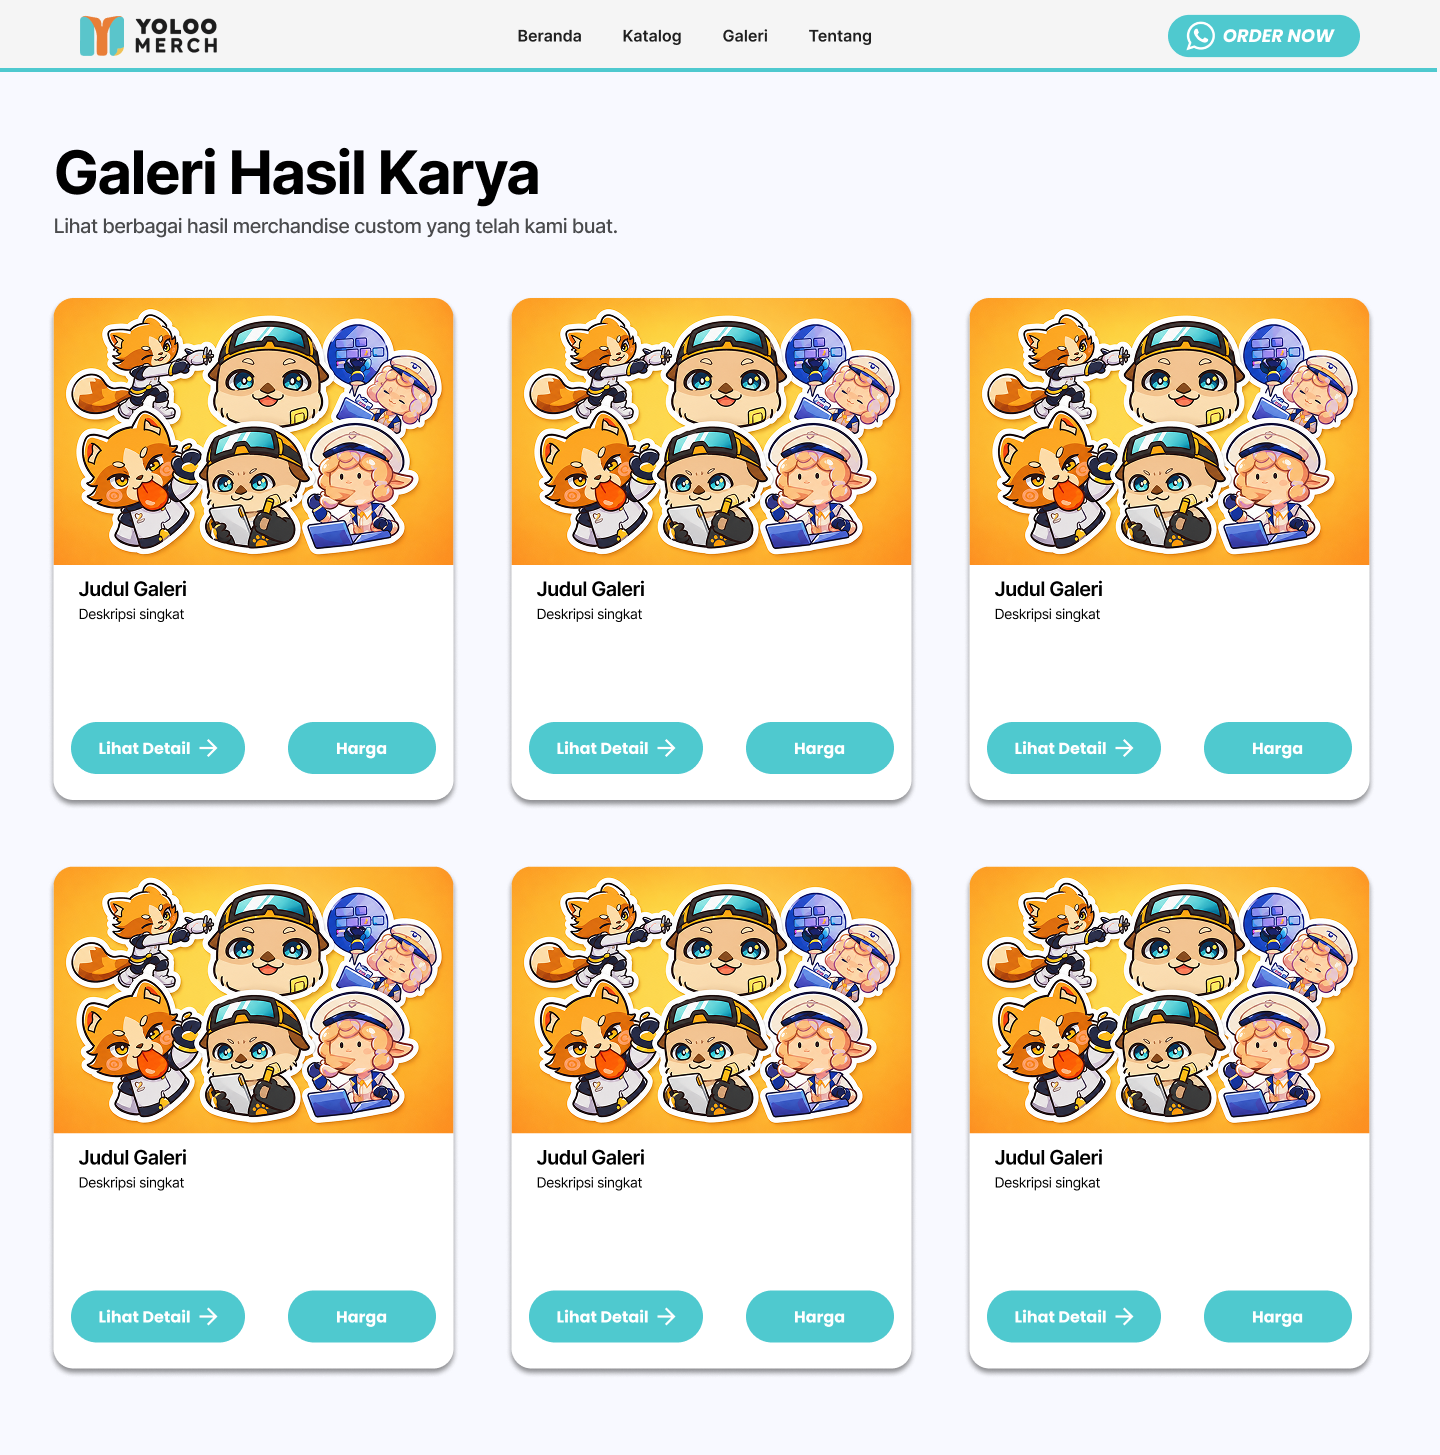 YOLOO
MERCH
Beranda
Katalog
Galeri
Tentang
ORDER NOW
Galeri Hasil Karya
Lihat berbagai hasil merchandise custom yang telah kami buat.
Judul Galeri
Deskripsi singkat
Lihat Detail →
Harga
Judul Galeri
Deskripsi singkat
Lihat Detail →
Harga
Judul Galeri
Deskripsi singkat
Lihat Detail →
Harga
Judul Galeri
Deskripsi singkat
Lihat Detail →
Harga
Judul Galeri
Deskripsi singkat
Lihat Detail →
Harga
Judul Galeri
Deskripsi singkat
Lihat Detail →
Harga